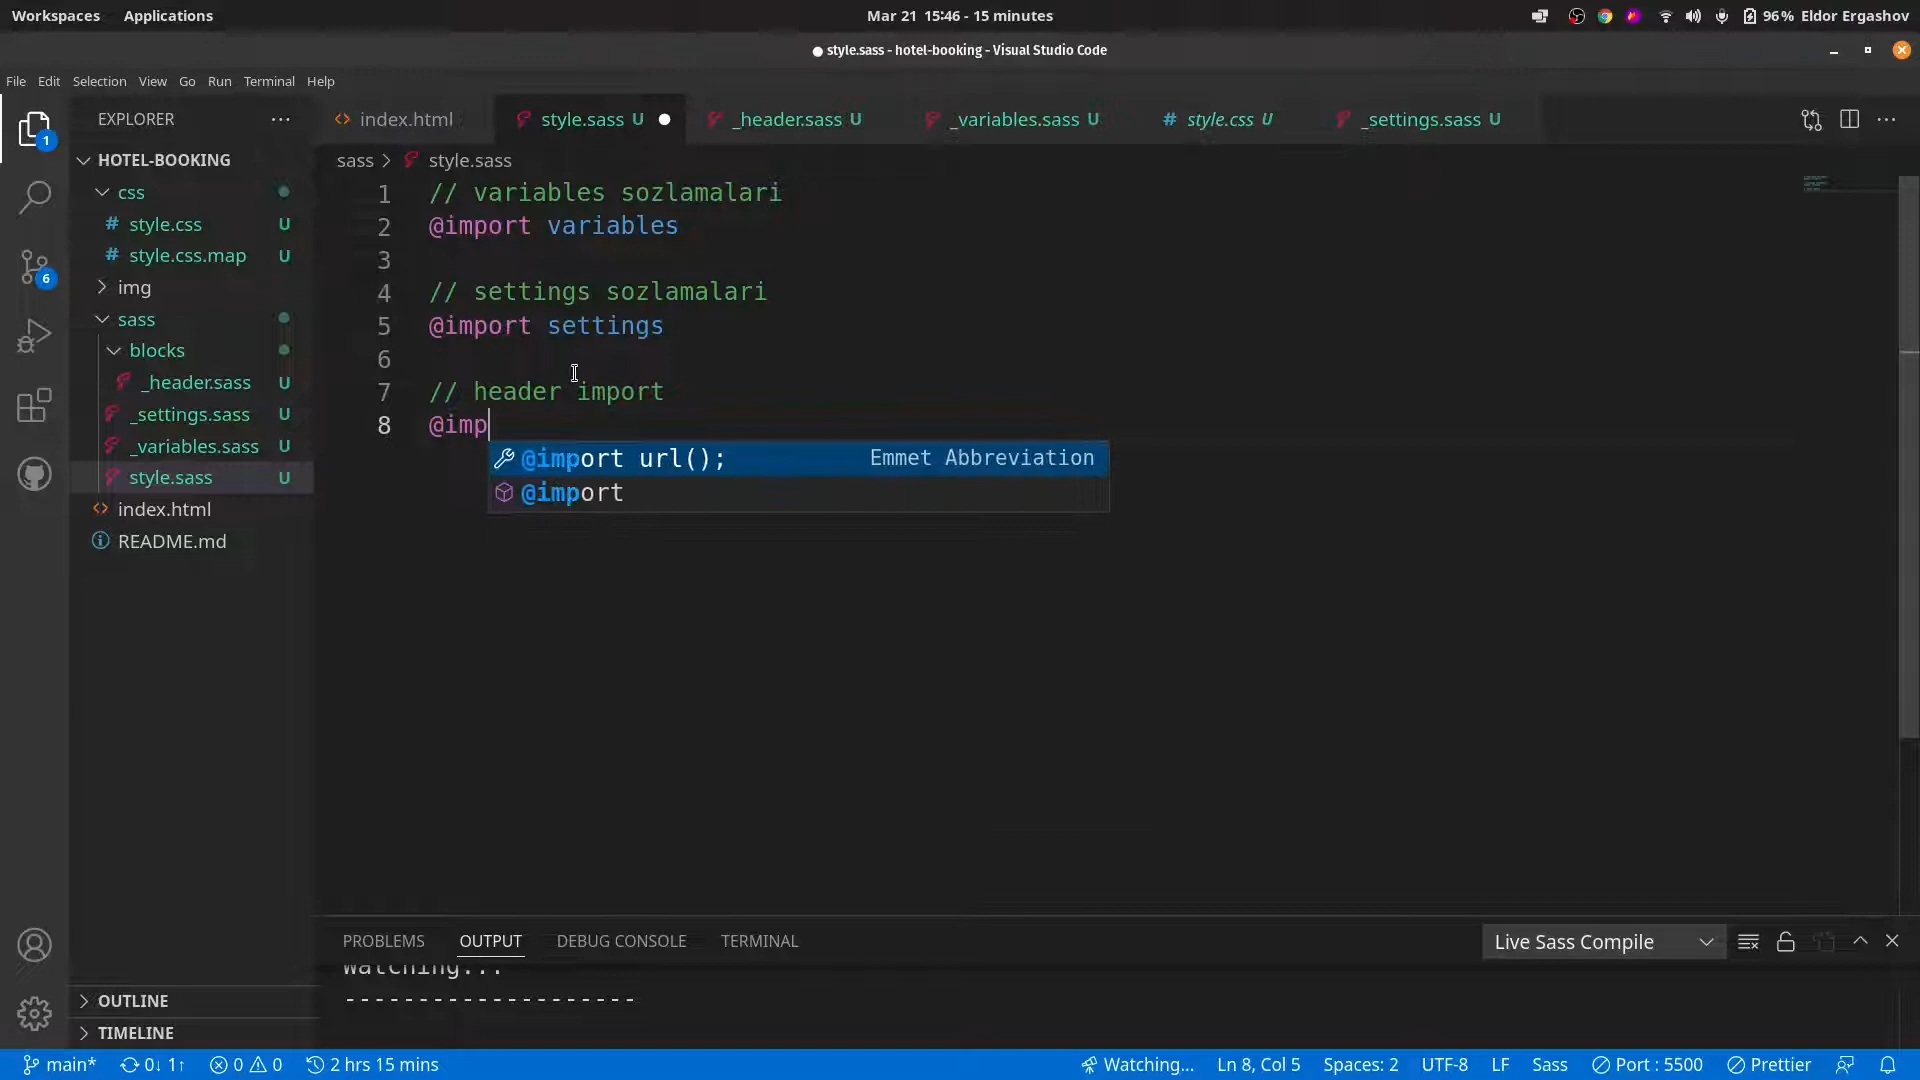 Workspaces Applications Mar 21 15:46 - 15 minutes 96% Eldor Ergashov
● style.sass - hotel-booking - Visual Studio Code
File Edit Selection View Go Run Terminal Help
EXPLORER ···
index.html style.sass U _header.sass U _variables.sass U style.css U _settings.sass U
1
HOTEL-BOOKING
css
style.css U
style.css.map U
img
sass
blocks
_header.sass U
_settings.sass U
_variables.sass U
style.sass U
index.html
README.md
6
sass > style.sass
1 // variables sozlamalari
2 @import variables
3
4 // settings sozlamalari
5 @import settings
6
7 // header import
8 @imp
@import url(); Emmet Abbreviation
@import
PROBLEMS OUTPUT DEBUG CONSOLE TERMINAL Live Sass Compile
Watching...
--------------------
OUTLINE
TIMELINE
main* 0↓ 1↑ 0 0 2 hrs 15 mins Watching... Ln 8, Col 5 Spaces: 2 UTF-8 LF Sass Port : 5500 Prettier